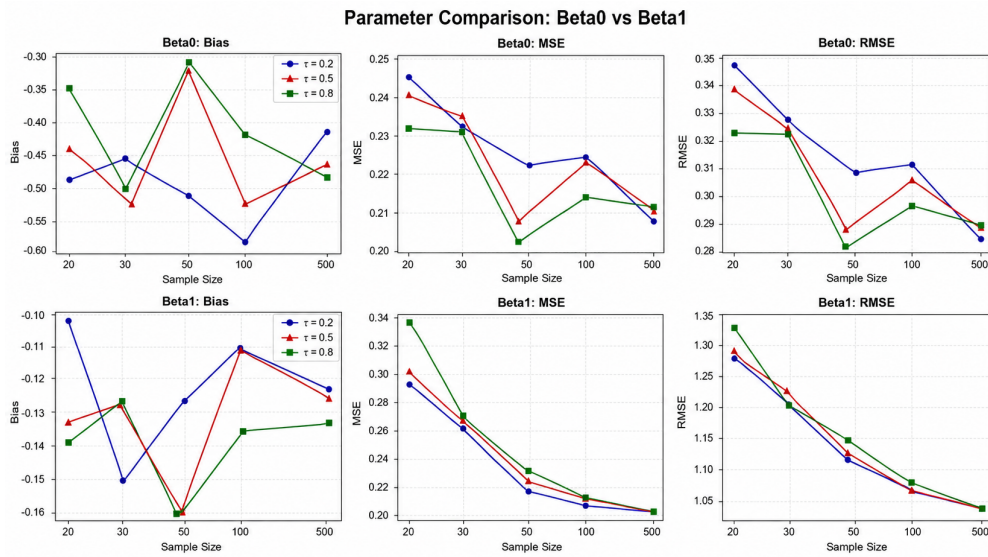 Parameter Comparison: Beta0 vs Beta1
Beta0: Bias
Bias
-0.30
-0.35
-0.40
-0.45
-0.50
-0.55
-0.60
τ = 0.2
τ = 0.5
τ = 0.8
20 30 50 100 500
Sample Size
Beta0: MSE
MSE
0.25
0.24
0.23
0.22
0.21
0.20
20 30 50 100 500
Sample Size
Beta0: RMSE
RMSE
0.35
0.34
0.33
0.32
0.31
0.30
0.29
0.28
20 30 50 100 500
Sample Size
Beta1: Bias
Bias
-0.10
-0.11
-0.12
-0.13
-0.14
-0.15
-0.16
τ = 0.2
τ = 0.5
τ = 0.8
20 30 50 100 500
Sample Size
Beta1: MSE
MSE
0.34
0.32
0.30
0.28
0.26
0.24
0.22
0.20
20 30 50 100 500
Sample Size
Beta1: RMSE
RMSE
1.35
1.30
1.25
1.20
1.15
1.10
1.05
20 30 50 100 500
Sample Size